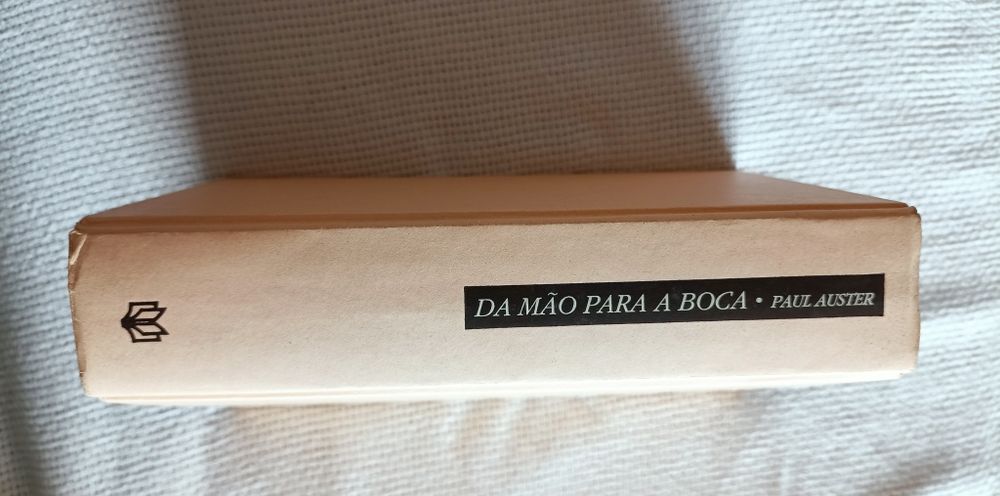 DA MÃO PARA A BOCA • PAUL AUSTER